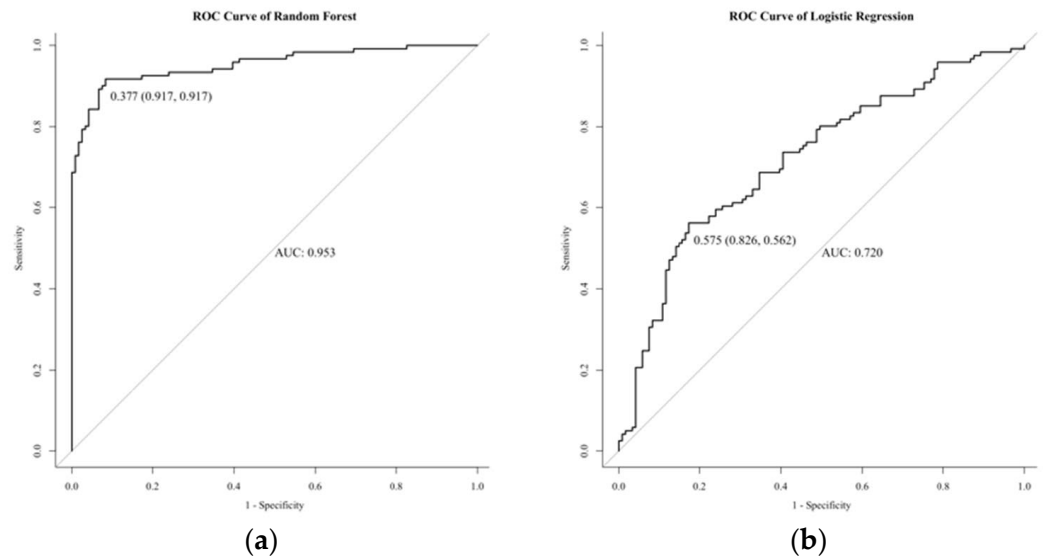 ROC Curve of Random Forest
1.0
0.8
0.6
0.4
0.2
0.0
Sensitivity
0.377 (0.917, 0.917)
AUC: 0.953
0.0 0.2 0.4 0.6 0.8 1.0
1 - Specificity
(a)
ROC Curve of Logistic Regression
1.0
0.8
0.6
0.4
0.2
0.0
Sensitivity
0.575 (0.826, 0.562)
AUC: 0.720
0.0 0.2 0.4 0.6 0.8 1.0
1 - Specificity
(b)